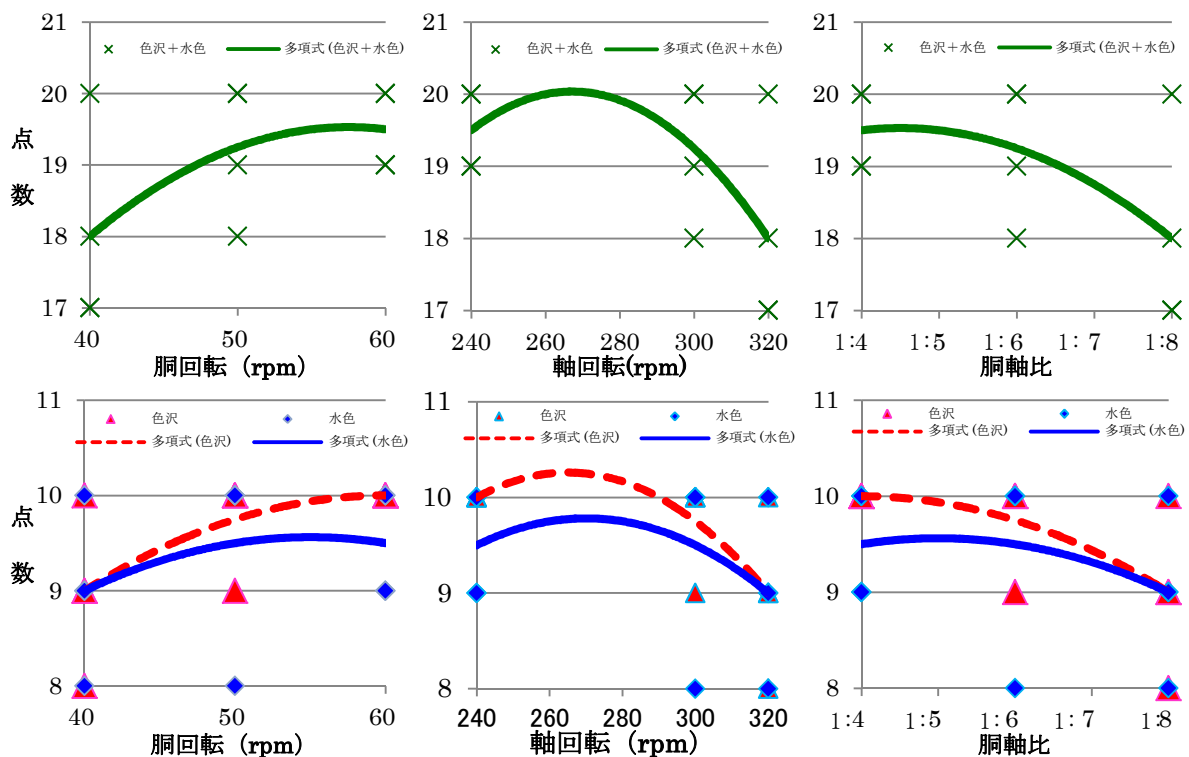 21
× 色沢＋水色 多項式 (色沢＋水色)
20
19
18
17
点
数
40 50 60
胴回転（rpm）
21
× 色沢＋水色 多項式 (色沢＋水色)
20
19
18
17
240 260 280 300 320
軸回転(rpm)
21
× 色沢＋水色 多項式 (色沢＋水色)
20
19
18
17
1:4 1:5 1:6 1:7 1:8
胴軸比
11
色沢 水色
多項式 (色沢) 多項式 (水色)
10
9
8
点
数
40 50 60
胴回転（rpm）
11
色沢 水色
多項式 (色沢) 多項式 (水色)
10
9
8
240 260 280 300 320
軸回転（rpm）
11
色沢 水色
多項式 (色沢) 多項式 (水色)
10
9
8
1:4 1:5 1:6 1:7 1:8
胴軸比